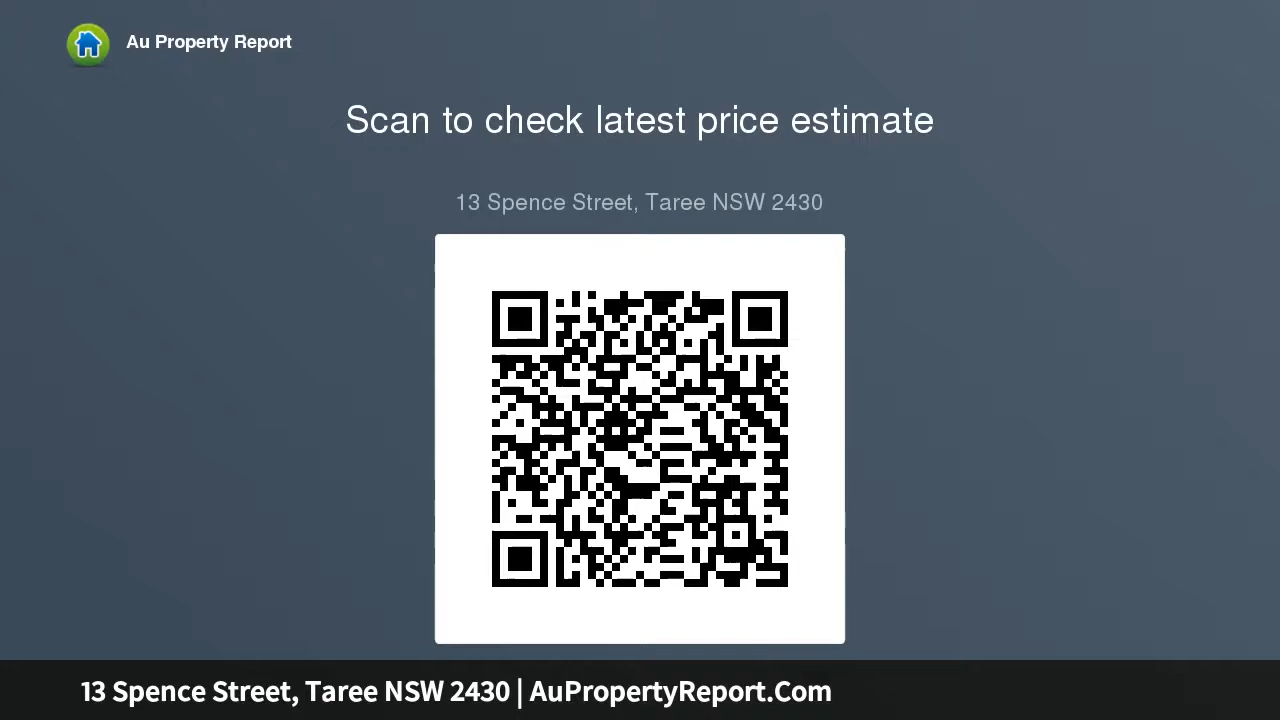 Au Property Report
Scan to check latest price estimate
13 Spence Street, Taree NSW 2430
13 Spence Street, Taree NSW 2430 | AuPropertyReport.Com